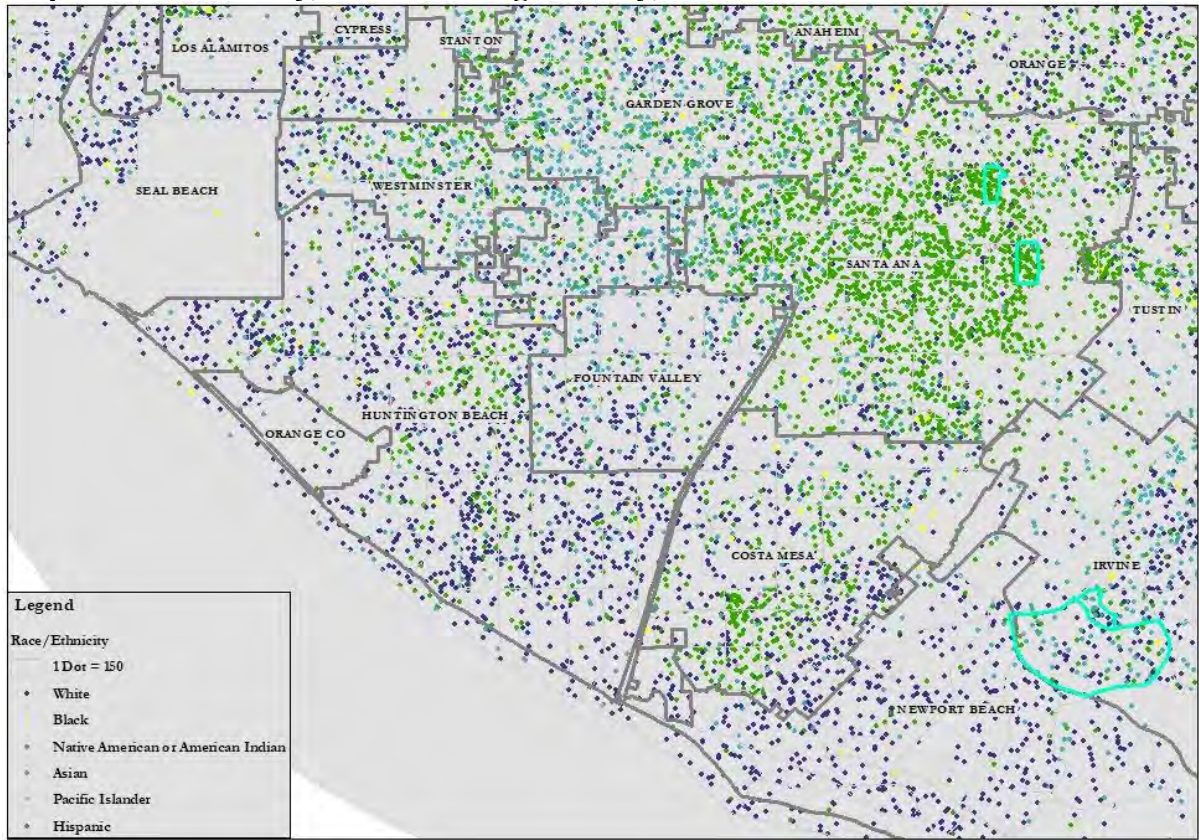 CYPRESS
ANAHEIM
LOS ALAMITOS
STANTON
ORANGE
GARDEN GROVE
SEAL BEACH
WESTMINSTER
SANTA ANA
TUSTIN
FOUNTAIN VALLEY
HUNTINGTON BEACH
ORANGE CO
COSTA MESA
IRVINE
NEWPORT BEACH
Legend
Race/Ethnicity
1 Dot = 150
White
Black
Native American or American Indian
Asian
Pacific Islander
Hispanic